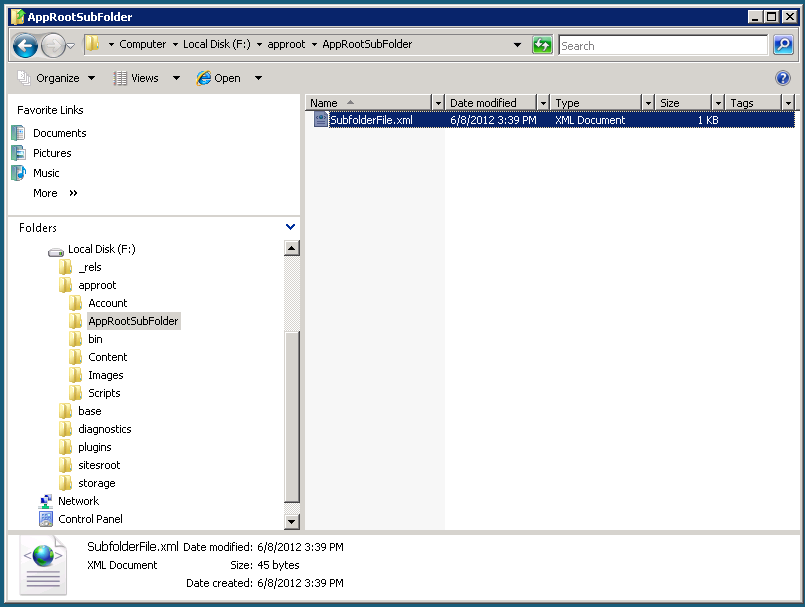 AppRootSubFolder
Computer Local Disk (F:) approot AppRootSubFolder Search
Organize Views Open
Favorite Links
Documents
Pictures
Music
More »
Folders
Local Disk (F:)
_rels
approot
Account
AppRootSubFolder
bin
Content
Images
Scripts
base
diagnostics
plugins
sitesroot
storage
Network
Control Panel
Name Date modified Type Size Tags
SubfolderFile.xml 6/8/2012 3:39 PM XML Document 1 KB
SubfolderFile.xml Date modified: 6/8/2012 3:39 PM
XML Document Size: 45 bytes
Date created: 6/8/2012 3:39 PM